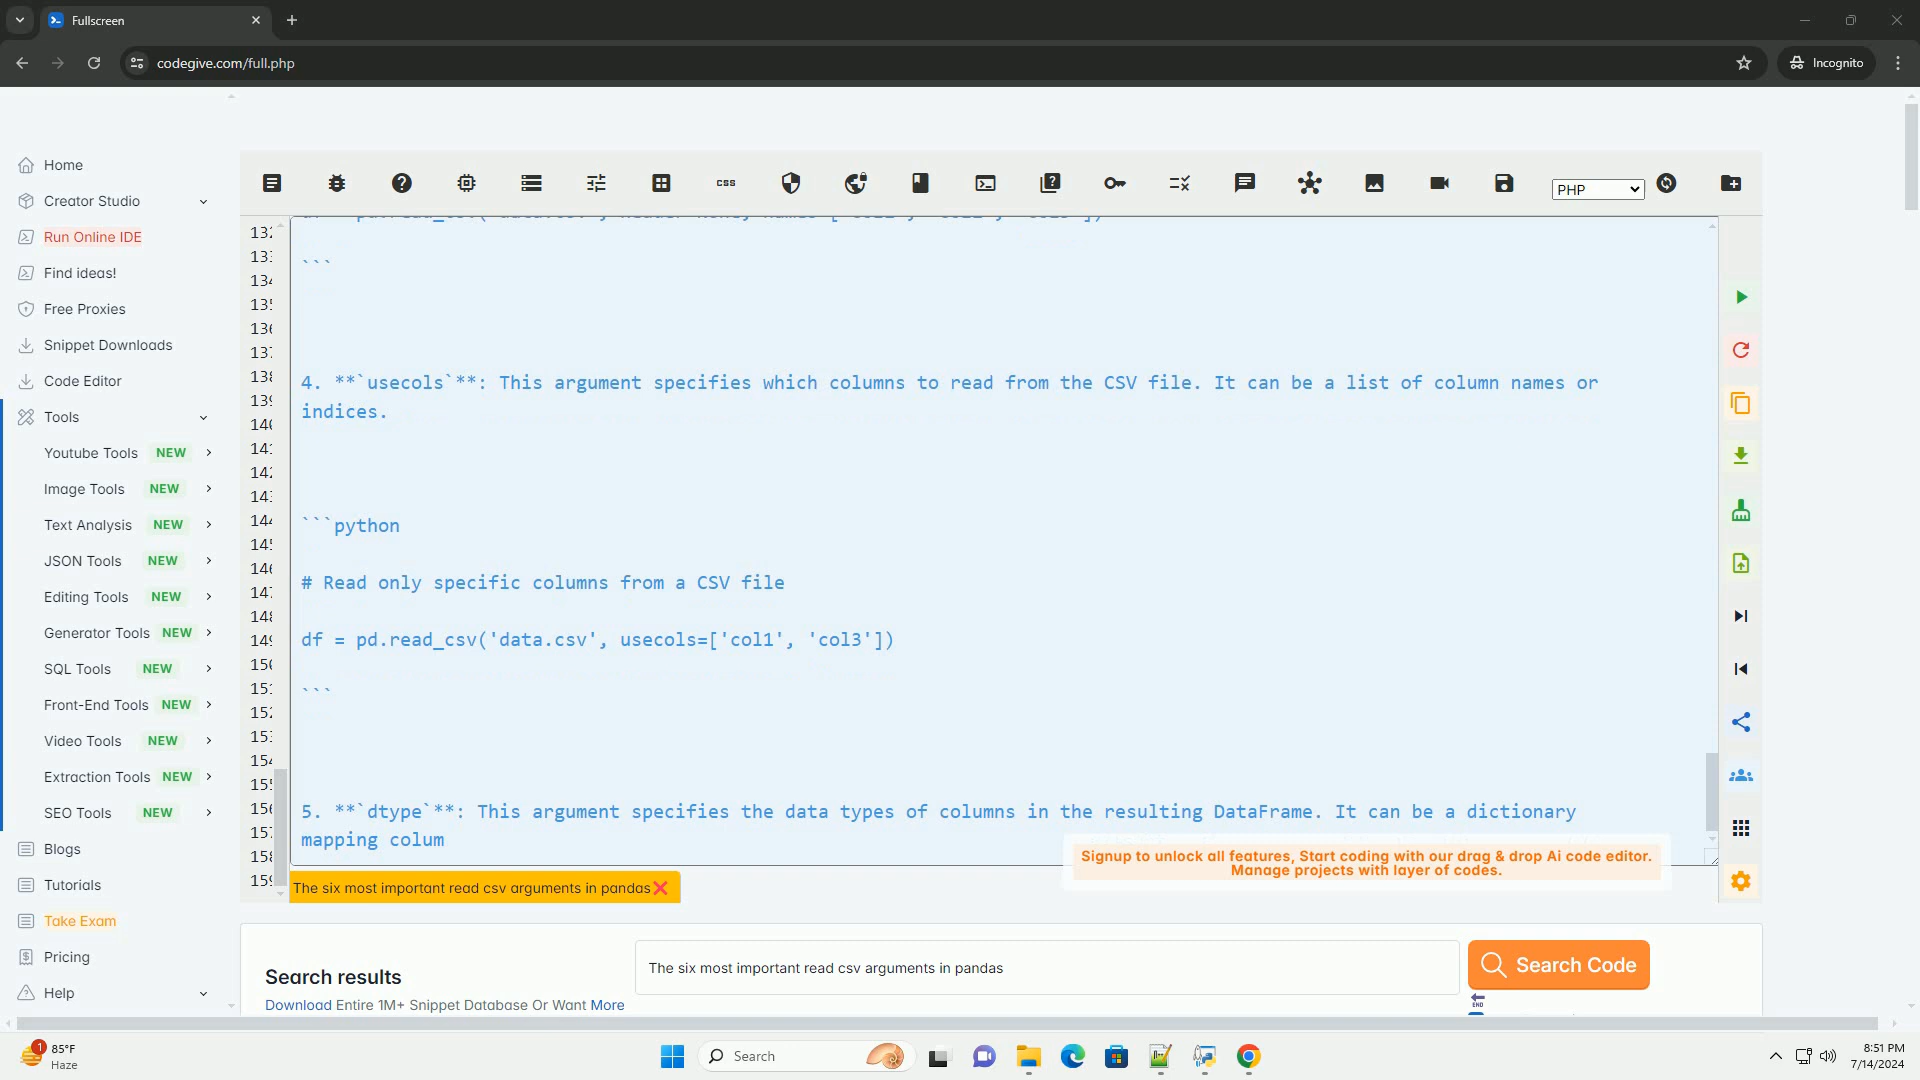 Fullscreen
codegive.com/full.php
Incognito
Home
Creator Studio
Run Online IDE
Find ideas!
Free Proxies
Snippet Downloads
Code Editor
Tools
Youtube Tools NEW
Image Tools NEW
Text Analysis NEW
JSON Tools NEW
Editing Tools NEW
Generator Tools NEW
SQL Tools NEW
Front-End Tools NEW
Video Tools NEW
Extraction Tools NEW
SEO Tools NEW
Blogs
Tutorials
Take Exam
Pricing
Help
css
PHP
```
4. **`usecols`**: This argument specifies which columns to read from the CSV file. It can be a list of column names or
indices.
```python
# Read only specific columns from a CSV file
df = pd.read_csv('data.csv', usecols=['col1', 'col3'])
```
5. **`dtype`**: This argument specifies the data types of columns in the resulting DataFrame. It can be a dictionary
mapping colum
Signup to unlock all features, Start coding with our drag & drop Ai code editor.
Manage projects with layer of codes.
The six most important read csv arguments in pandas
Search results
The six most important read csv arguments in pandas
Search Code
Download Entire 1M+ Snippet Database Or Want More
END
1
85°F
Haze
Search
8:51 PM
7/14/2024